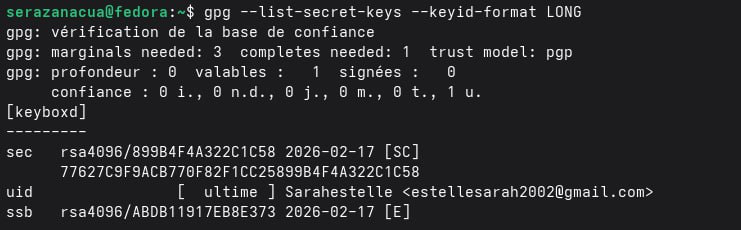 serazanacua@fedora:~$ gpg --list-secret-keys --keyid-format LONG
gpg: vérification de la base de confiance
gpg: marginals needed: 3  completes needed: 1  trust model: pgp
gpg: profondeur : 0  valables :   1  signées :   0
     confiance : 0 i., 0 n.d., 0 j., 0 m., 0 t., 1 u.
[keyboxd]
---------
sec   rsa4096/899B4F4A322C1C58 2026-02-17 [SC]
      77627C9F9ACB770F82F1CC25899B4F4A322C1C58
uid                [  ultime ] Sarahestelle <estellesarah2002@gmail.com>
ssb   rsa4096/ABDB11917EB8E373 2026-02-17 [E]